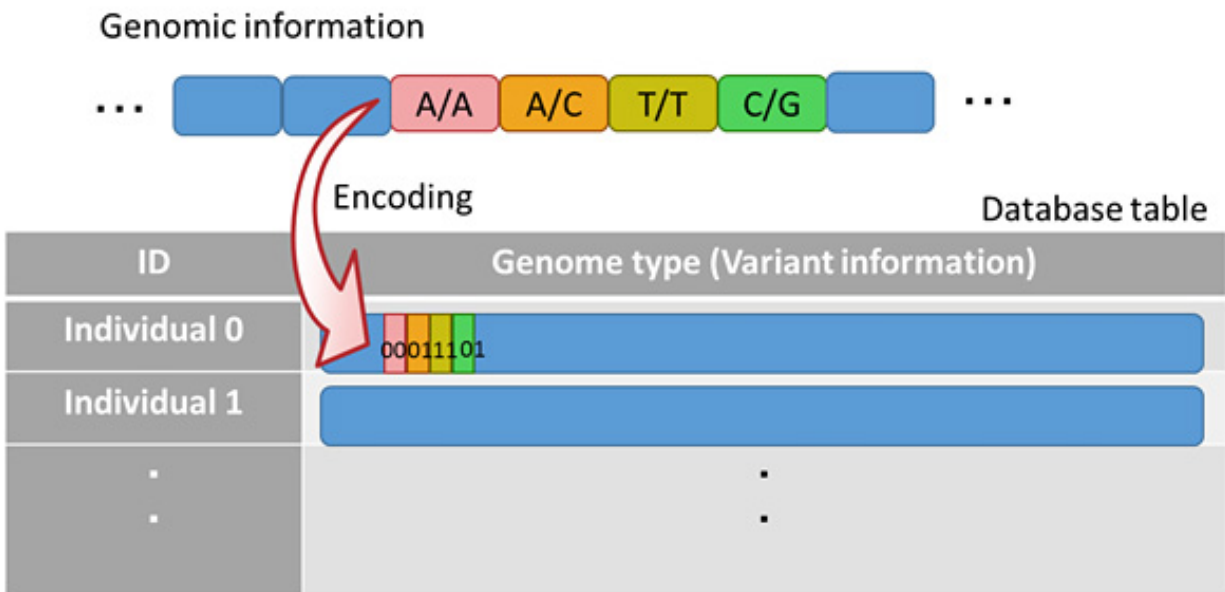 Genomic information
... A/A A/C T/T C/G ...
Encoding
Database table
ID Genome type (Variant information)
Individual 0 00011101
Individual 1
. .
. .